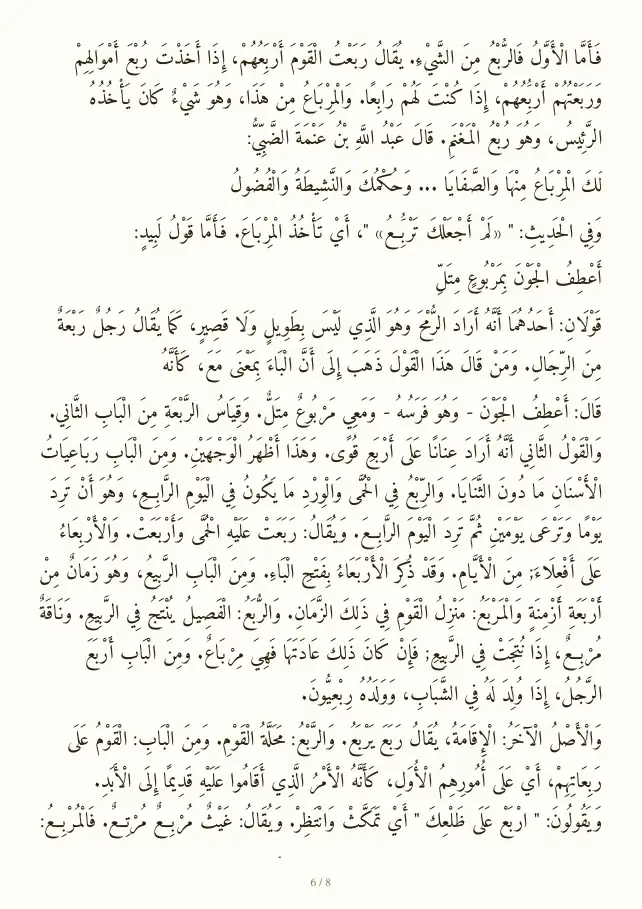 فَأَمَّا الْأَوَّلُ فَالرُّبْعُ مِنَ الشَّيْءِ. يُقَالُ رَبَعْتُ الْقَوْمَ أَرْبَعُهُمْ، إِذَا أَخَذْتَ رُبْعَ أَمْوَالِهِمْ
وَرَبَعْتُهُمْ أَرْبِعُهُمْ، إِذَا كُنْتَ لَهُمْ رَابِعًا. وَالْمِرْبَاعُ مِنْ هَذَا، وَهُوَ شَيْءٌ كَانَ يَأْخُذُهُ
الرَّئِيسُ، وَهُوَ رُبْعُ الْمَغْنَمِ. قَالَ عَبْدُ اللَّهِ بْنُ عَنْمَةَ الضَّبِّيُّ:
لَكَ الْمِرْبَاعُ مِنْهَا وَالصَّفَايَا ... وَحُكْمُكَ وَالنَّشِيطَةُ وَالْفُضُولُ
وَفِي الْحَدِيثِ: " «لَمْ أَجْعَلْكَ تَرْبُعُ» "، أَيْ تَأْخُذُ الْمِرْبَاعَ. فَأَمَّا قَوْلُ لَبِيدٍ:
أَعْطِفُ الْجَوْنَ بِمَرْبُوعٍ مِتَلِّ
قَوْلَانِ: أَحَدُهُمَا أَنَّهُ أَرَادَ الرُّمْحَ وَهُوَ الَّذِي لَيْسَ بِطَوِيلٍ وَلَا قَصِيرٍ، كَمَا يُقَالُ رَجُلٌ رَبْعَةٌ
مِنَ الرِّجَالِ. وَمَنْ قَالَ هَذَا الْقَوْلَ ذَهَبَ إِلَى أَنَّ الْبَاءَ بِمَعْنَى مَعَ، كَأَنَّهُ
قَالَ: أَعْطِفُ الْجَوْنَ - وَهُوَ فَرَسُهُ - وَمَعِي مَرْبُوعٌ مِتَلٌّ. وَقِيَاسُ الرَّبْعَةِ مِنَ الْبَابِ الثَّانِي.
وَالْقَوْلُ الثَّانِي أَنَّهُ أَرَادَ عِنَانًا عَلَى أَرْبَعِ قُوًى. وَهَذَا أَظْهَرُ الْوَجْهَيْنِ. وَمِنَ الْبَابِ رَبَاعِيَاتُ
الْأَسْنَانِ مَا دُونَ الثَّنَايَا. وَالرِّبْعُ فِي الْحُمَّى وَالْوِرْدِ مَا يَكُونُ فِي الْيَوْمِ الرَّابِعِ، وَهُوَ أَنْ تَرِدَ
يَوْمًا وَتَرْعَى يَوْمَيْنِ ثُمَّ تَرِدَ الْيَوْمَ الرَّابِعَ. وَيُقَالُ: رَبَعَتْ عَلَيْهِ الْحُمَّى وَأَرْبَعَتْ. وَالْأَرْبِعَاءُ
عَلَى أَفْعِلَاءَ; مِنَ الْأَيَّامِ. وَقَدْ ذُكِرَ الْأَرْبَعَاءُ بِفَتْحِ الْبَاءِ. وَمِنَ الْبَابِ الرَّبِيعُ، وَهُوَ زَمَانٌ مِنْ
أَرْبَعَةِ أَزْمِنَةٍ وَالْمَرْبَعُ: مَنْزِلُ الْقَوْمِ فِي ذَلِكَ الزَّمَانِ. وَالرُّبَعُ: الْفَصِيلُ يُنْتَجُ فِي الرَّبِيعِ. وَنَاقَةٌ
مُرْبِعٌ، إِذَا نُتِجَتْ فِي الرَّبِيعِ; فَإِنْ كَانَ ذَلِكَ عَادَتَهَا فَهِيَ مِرْبَاعٌ. وَمِنَ الْبَابِ أَرْبَعَ
الرَّجُلُ، إِذَا وُلِدَ لَهُ فِي الشَّبَابِ، وَوَلَدُهُ رِبْعِيُّونَ.
وَالْأَصْلُ الْآخَرُ: الْإِقَامَةُ، يُقَالُ رَبَعَ يَرْبَعُ. وَالرَّبْعُ: مَحَلَّةُ الْقَوْمِ. وَمِنَ الْبَابِ: الْقَوْمُ عَلَى
رَبِعَاتِهِمْ، أَيْ عَلَى أُمُورِهِمُ الْأُوَلِ، كَأَنَّهُ الْأَمْرُ الَّذِي أَقَامُوا عَلَيْهِ قَدِيمًا إِلَى الْأَبَدِ.
وَيَقُولُونَ: " ارْبَعْ عَلَى ظَلْعِكَ " أَيْ تَمَكَّثْ وَانْتَظِرْ. وَيُقَالُ: غَيْثٌ مُرْبِعٌ مُرْتِعٌ. فَالْمُرْبِعُ:
6 / 8